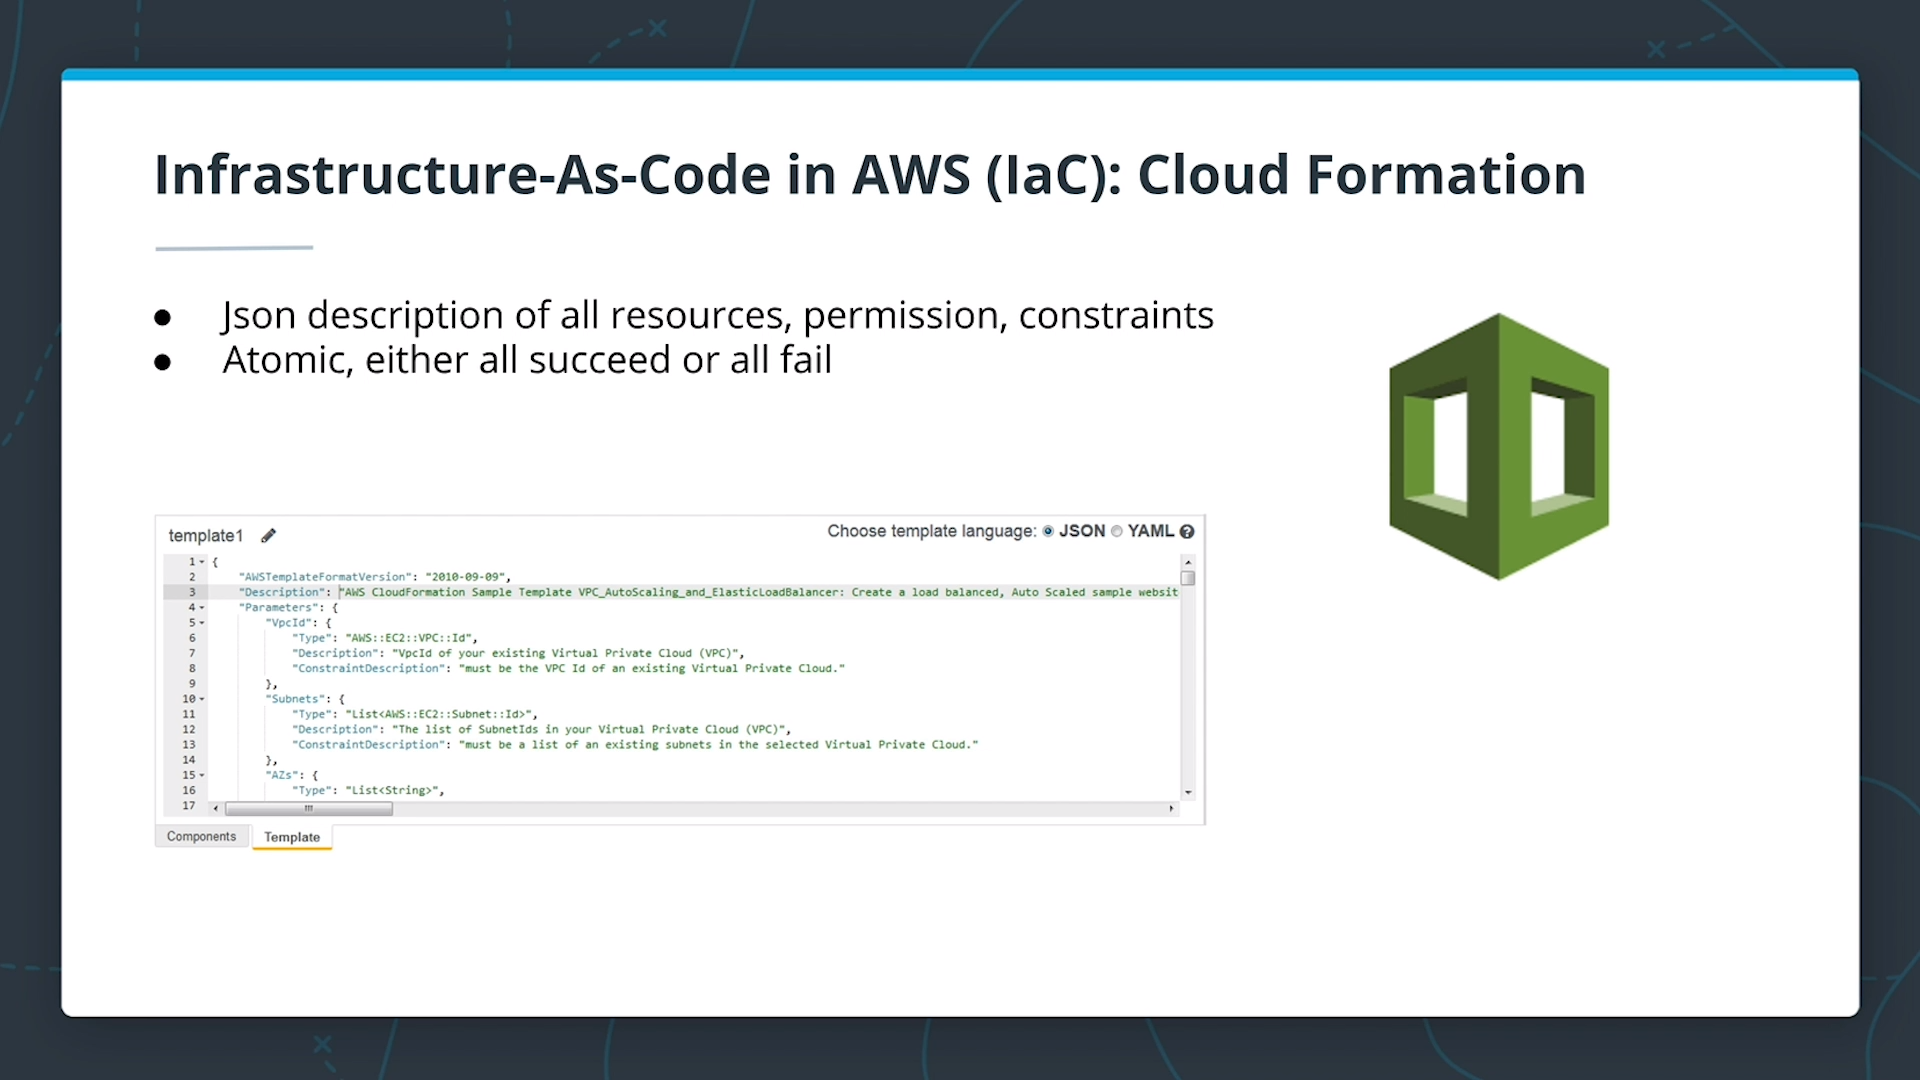 Infrastructure-As-Code in AWS (IaC): Cloud Formation
● Json description of all resources, permission, constraints
● Atomic, either all succeed or all fail
template1
Choose template language: JSON YAML ?
1 {
2 "AWSTemplateFormatVersion": "2010-09-09",
3 "Description": "AWS CloudFormation Sample Template VPC_AutoScaling_and_ElasticLoadBalancer: Create a load balanced, Auto Scaled sample websit
4 "Parameters": {
5 "VpcId": {
6 "Type": "AWS::EC2::VPC::Id",
7 "Description": "VpcId of your existing Virtual Private Cloud (VPC)",
8 "ConstraintDescription": "must be the VPC Id of an existing Virtual Private Cloud."
9 },
10 "Subnets": {
11 "Type": "List<AWS::EC2::Subnet::Id>",
12 "Description": "The list of SubnetIds in your Virtual Private Cloud (VPC)",
13 "ConstraintDescription": "must be a list of an existing subnets in the selected Virtual Private Cloud."
14 },
15 "AZs": {
16 "Type": "List<String>",
17
Components Template